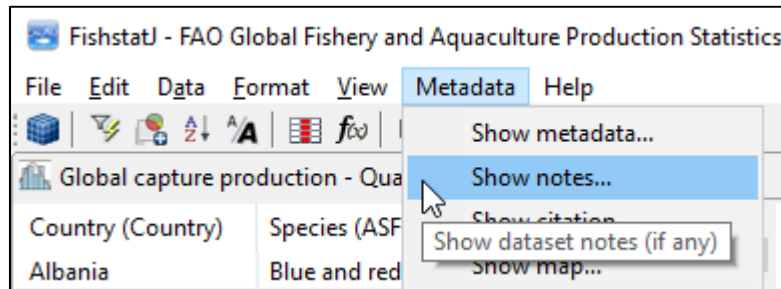 FishstatJ - FAO Global Fishery and Aquaculture Production Statistics
File Edit Data Format View Metadata Help
Show metadata...
Global capture production - Qua
Show notes...
Country (Country) Species (ASF
Show citation
Show dataset notes (if any)
Albania Blue and red
Show map...